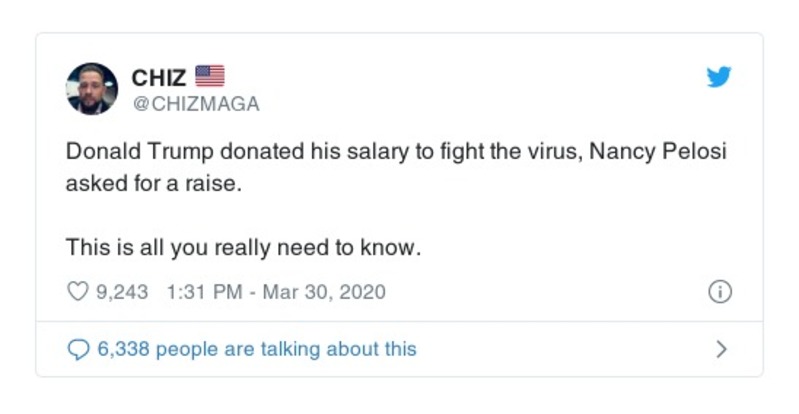 CHIZ 🇺🇸
@CHIZMAGA
Donald Trump donated his salary to fight the virus, Nancy Pelosi
asked for a raise.
This is all you really need to know.
9,243 1:31 PM - Mar 30, 2020
6,338 people are talking about this